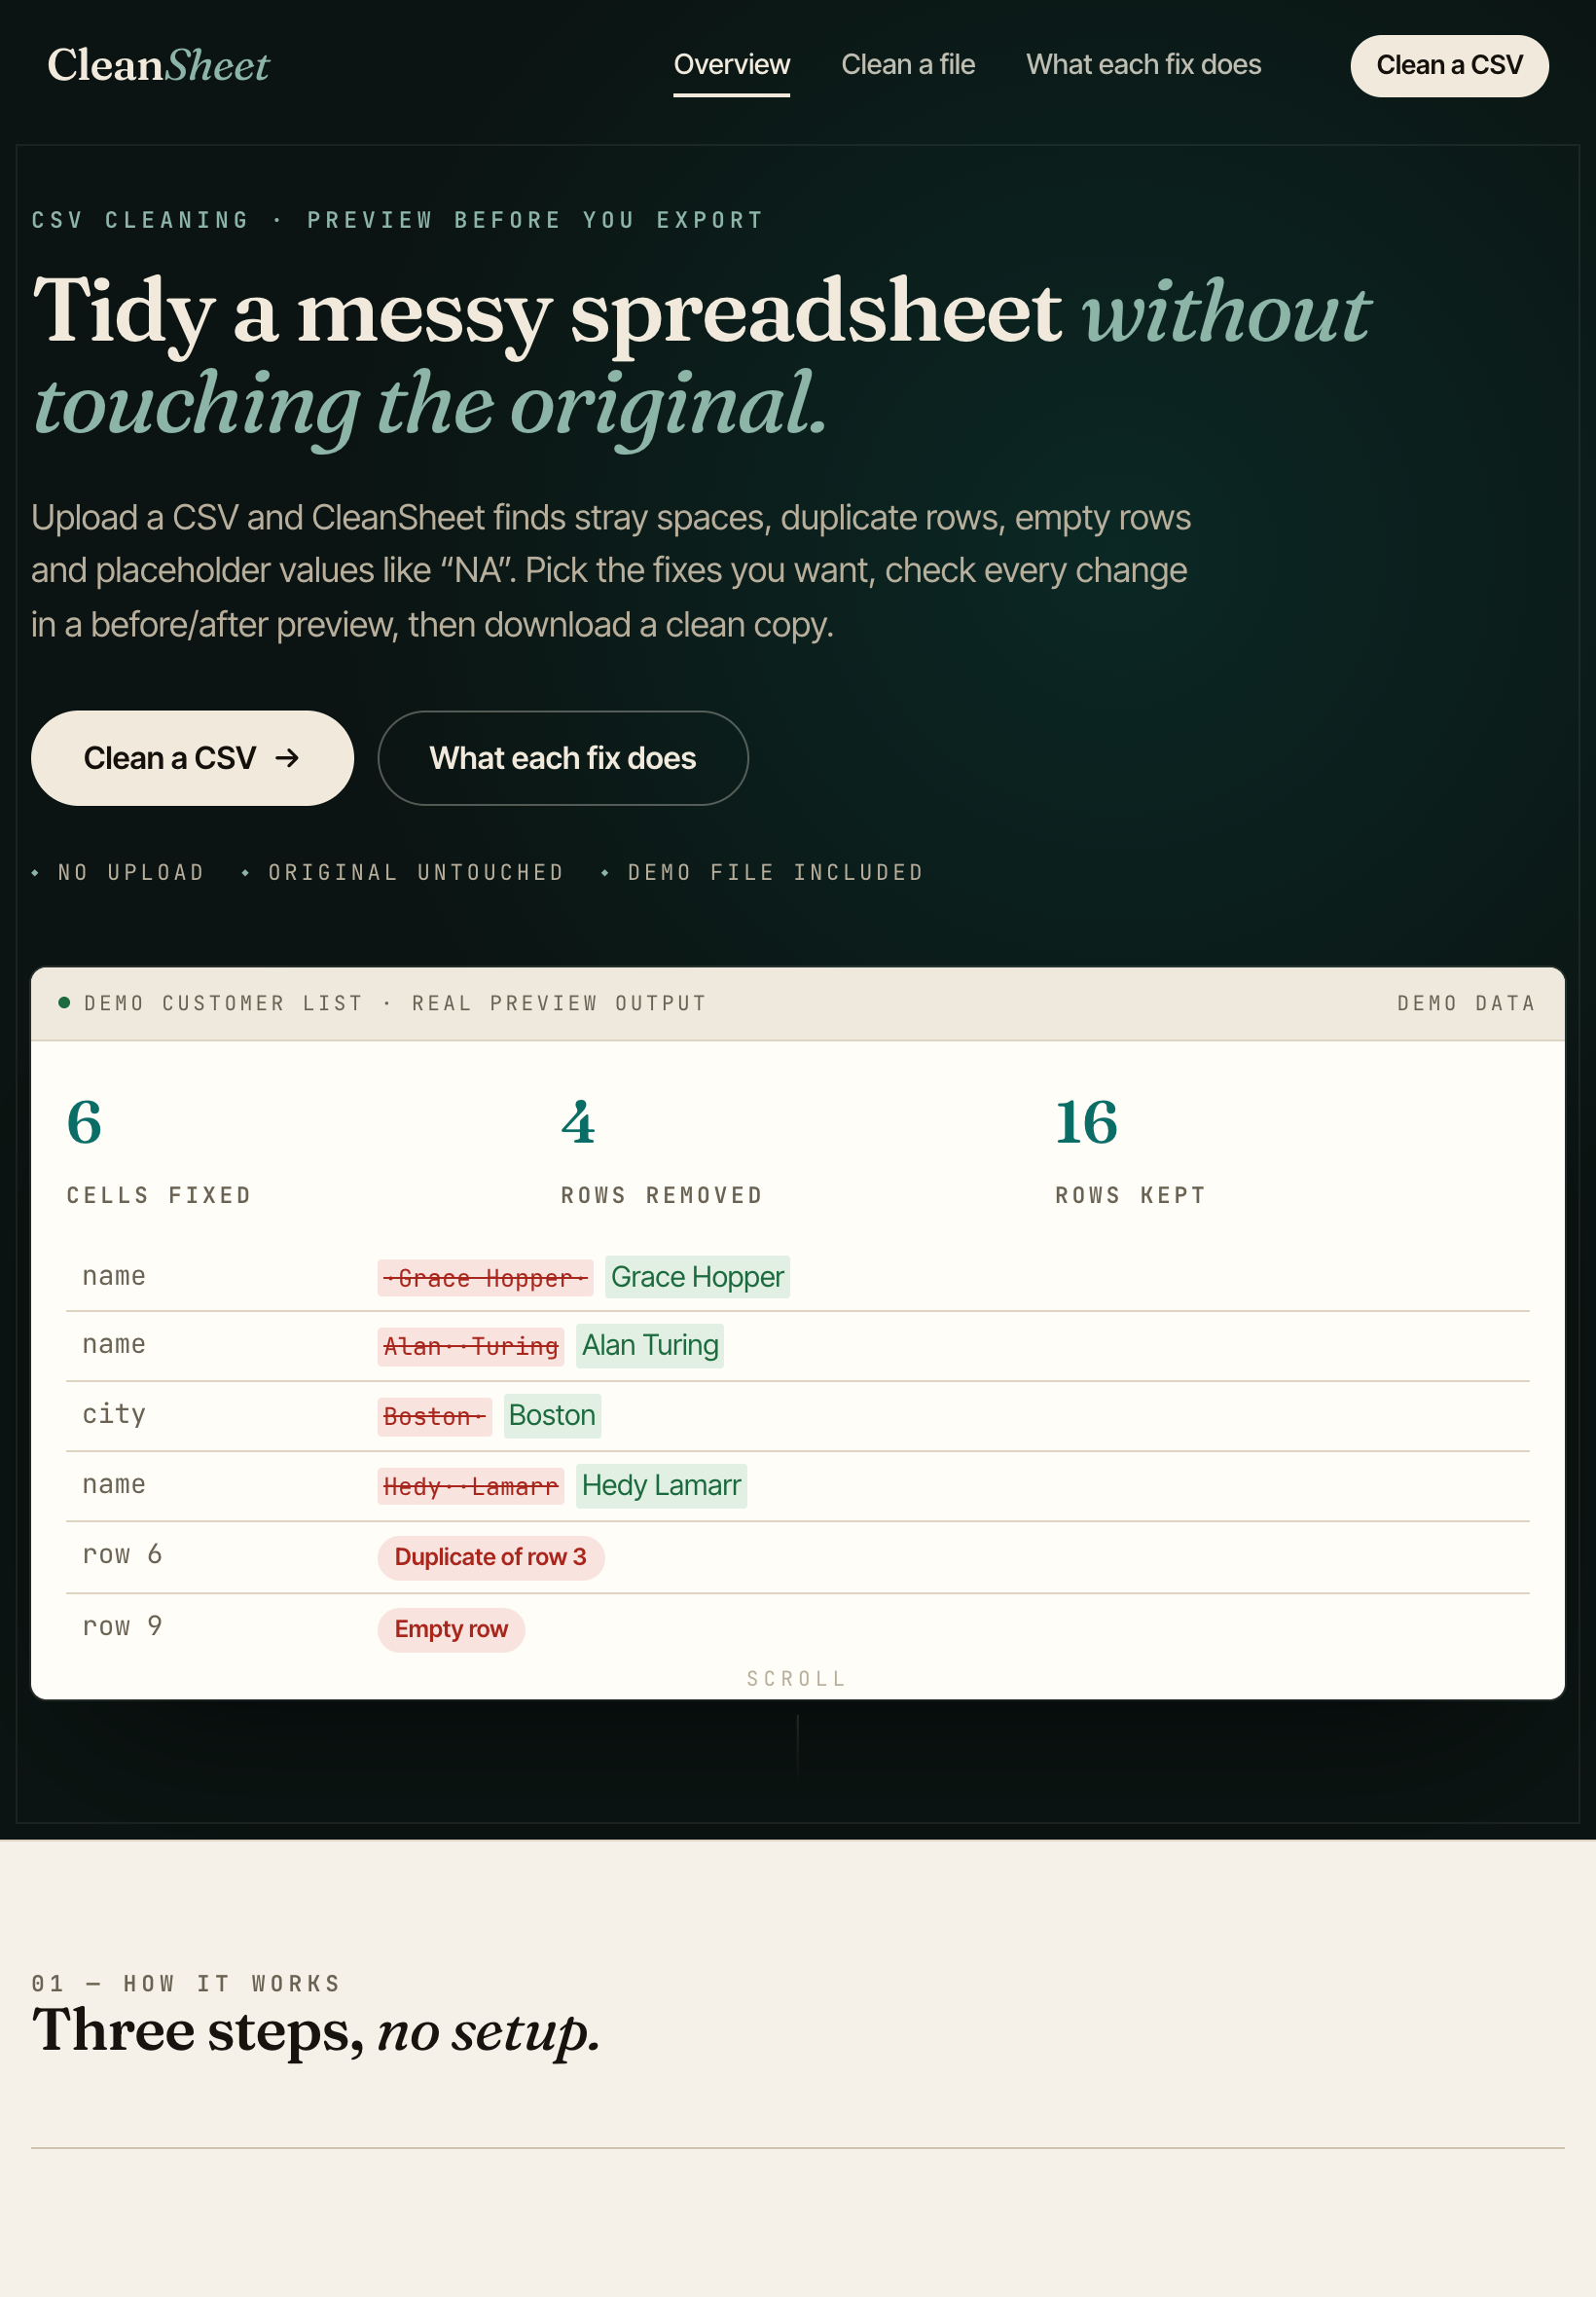 CleanSheet
Overview
Clean a file
What each fix does
Clean a CSV
CSV CLEANING · PREVIEW BEFORE YOU EXPORT
Tidy a messy spreadsheet without
touching the original.
Upload a CSV and CleanSheet finds stray spaces, duplicate rows, empty rows
and placeholder values like “NA”. Pick the fixes you want, check every change
in a before/after preview, then download a clean copy.
Clean a CSV →
What each fix does
NO UPLOAD
ORIGINAL UNTOUCHED
DEMO FILE INCLUDED
DEMO CUSTOMER LIST · REAL PREVIEW OUTPUT
DEMO DATA
6
4
16
CELLS FIXED
ROWS REMOVED
ROWS KEPT
name ·Grace Hopper· Grace Hopper
name Alan··Turing Alan Turing
city Boston· Boston
name Hedy··Lamarr Hedy Lamarr
row 6 Duplicate of row 3
row 9 Empty row
SCROLL
01 — HOW IT WORKS
Three steps, no setup.